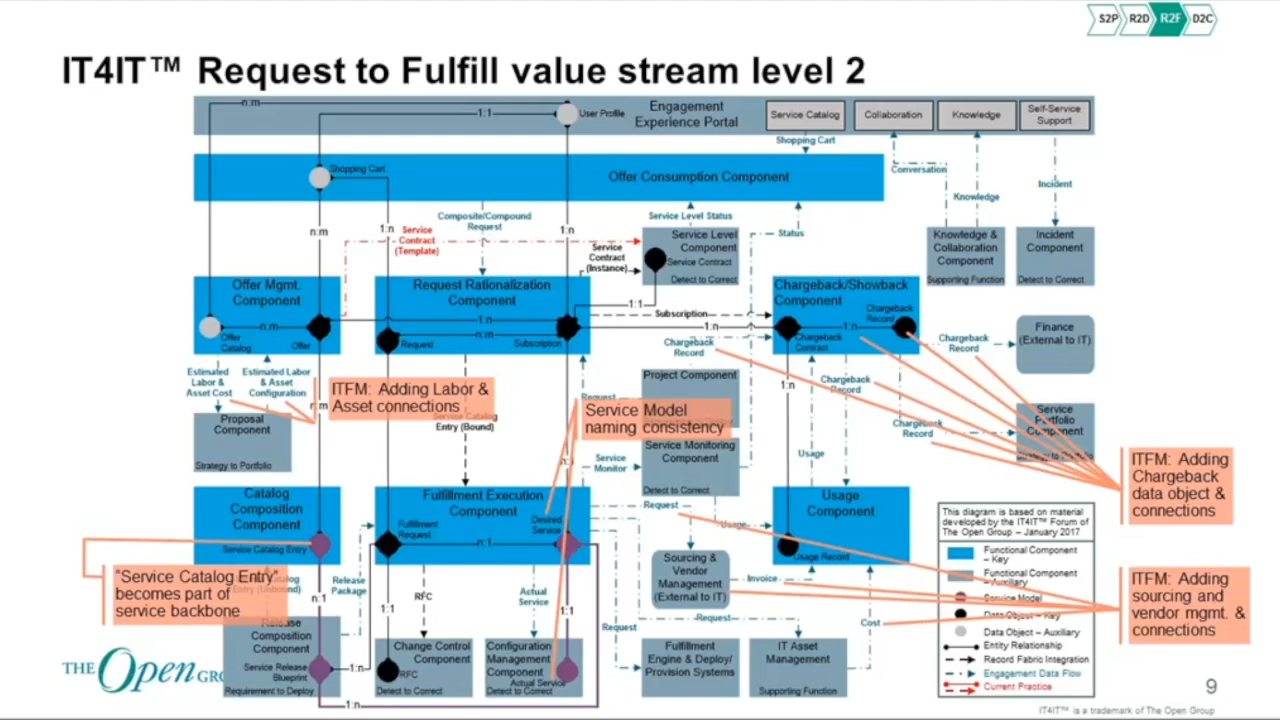 S2P R2D R2F D2C
IT4IT™ Request to Fulfill value stream level 2
n:m
1:1
User Profile
Engagement
Experience Portal
Service Catalog
Collaboration
Knowledge
Self-Service
Support
Shopping Cart
Shopping Cart
Offer Consumption Component
Conversation
Knowledge
Incident
n:m
1:n
Composite/Compound
Request
1:n
Service Level Status
Status
Service
Contract
(Template)
Service
Contract
(Instance)
Service Level
Component
Service Contract
Detect to Correct
Knowledge &
Collaboration
Component
Supporting Function
Incident
Component
Detect to Correct
Offer Mgmt.
Component
n:m
Offer
Catalog
Offer
Request Rationalization
Component
1:n
n:m
Request
Subscription
1:1
Subscription
1:n
Chargeback
Record
Chargeback/Showback
Component
Chargeback
Record
1:n
Chargeback
Contract
Chargeback
Record
Finance
(External to IT)
Estimated
Labor &
Asset Cost
Estimated Labor
& Asset
Configuration
n:m
ITFM: Adding Labor &
Asset connections
Service Catalog
Entry (Bound)
Request
Project Component
Service Model
naming consistency
1:n
Chargeback
Record
Chargeback
Record
Service
Portfolio
Component
Strategy to Portfolio
Proposal
Component
Strategy to Portfolio
Service
Monitor
Service Monitoring
Component
Detect to Correct
Usage
ITFM: Adding
Chargeback
data object &
connections
Catalog
Composition
Component
Service Catalog Entry
Fulfillment Execution
Component
Fulfillment
Request
Desired
Service
1:n
Request
Usage
Usage
Component
Usage Record
This diagram is based on material
developed by the IT4IT™ Forum of
The Open Group – January 2017
Functional Component
– Key
Functional Component
– Auxiliary
Service Model
Data Object – Key
Data Object – Auxiliary
Entity Relationship
Record Fabric Integration
Engagement Data Flow
Current Practice
"Service Catalog Entry"
becomes part of
service backbone
n:1
Release
Package
1:1
RFC
Actual
Service
1:1
Sourcing &
Vendor
Management
(External to IT)
Invoice
Request
Request
Cost
ITFM: Adding
sourcing and
vendor mgmt. &
connections
Release
Composition
Component
Service Release
Blueprint
Requirement to Deploy
1:n
Change Control
Component
RFC
Detect to Correct
Configuration
Management
Component
Actual Service
Detect to Correct
Fulfillment
Engine & Deploy/
Provision Systems
IT Asset
Management
Supporting Function
1:n
THE Open GRO
9
IT4IT™ is a trademark of The Open Group